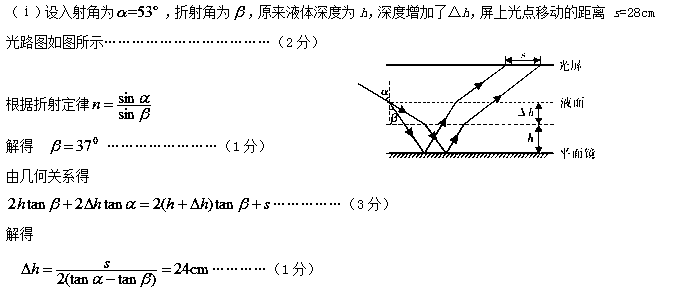 （ⅰ）设入射角为α=53°，折射角为β，原来液体深度为h，深度增加了△h，屏上光点移动的距离 s=28cm
光路图如图所示……………………………（2分）
根据折射定律n=sin α/sin β
解得 β=37⁰ …………………（1分）
由几何关系得
2h tan β+2Δh tan α=2(h+Δh)tan β+s……………（3分）
解得
Δh=s/2(tan α−tan β)=24cm…………（1分）
s
光屏
α
液面
β
Δh
h
平面镜